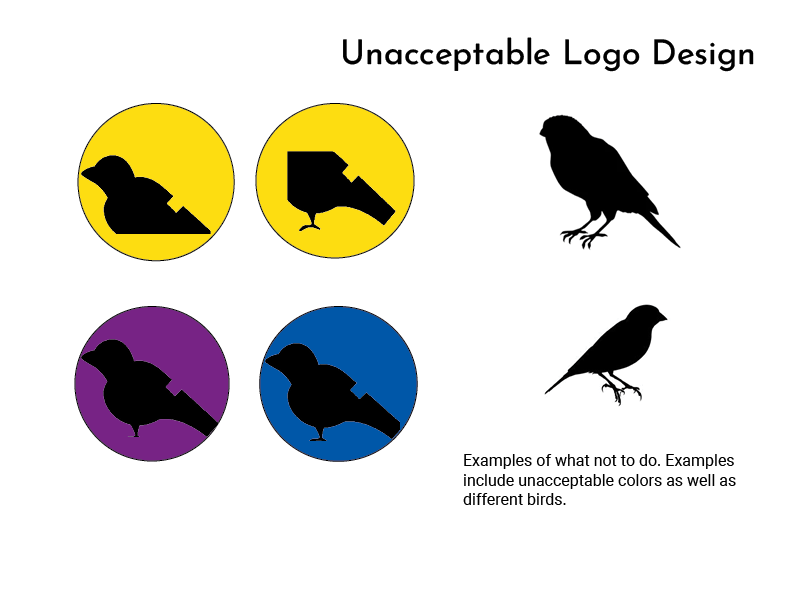 Unacceptable Logo Design
Examples of what not to do. Examples
include unacceptable colors as well as
different birds.